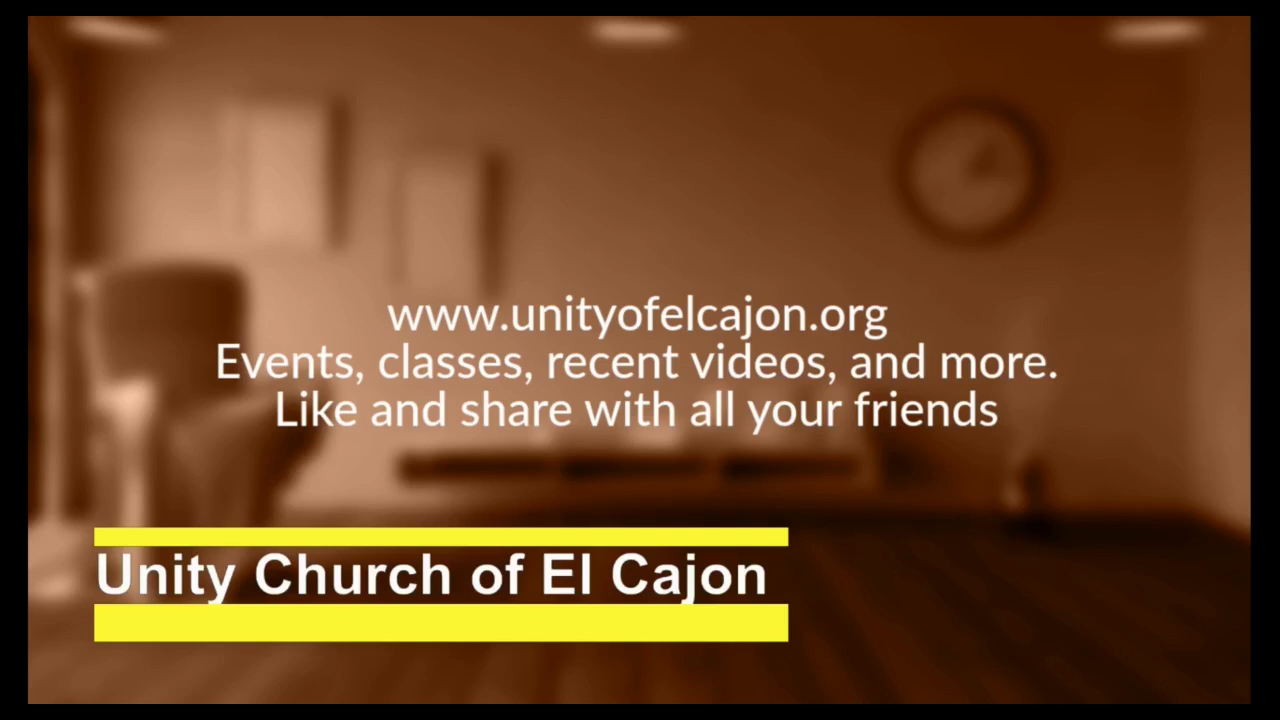 www.unityofelcajon.org
Events, classes, recent videos, and more.
Like and share with all your friends
Unity Church of El Cajon